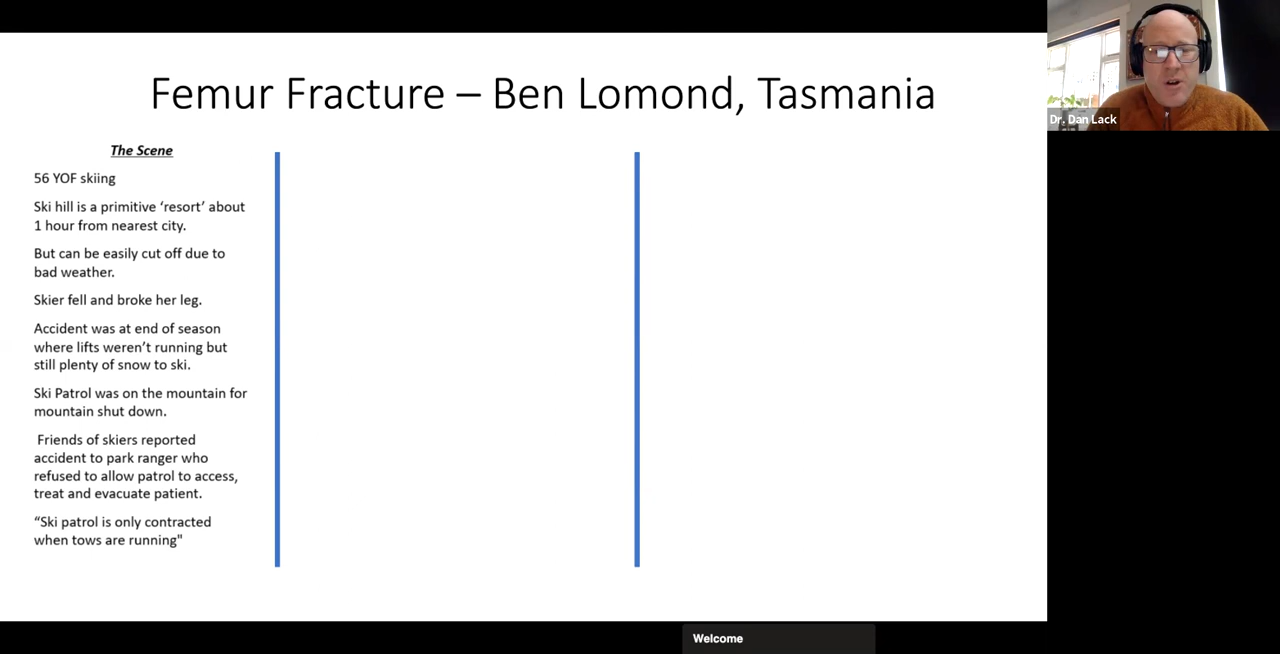 Femur Fracture – Ben Lomond, Tasmania
Dr. Dan Lack
The Scene
56 YOF skiing
Ski hill is a primitive ‘resort’ about
1 hour from nearest city.
But can be easily cut off due to
bad weather.
Skier fell and broke her leg.
Accident was at end of season
where lifts weren’t running but
still plenty of snow to ski.
Ski Patrol was on the mountain for
mountain shut down.
Friends of skiers reported
accident to park ranger who
refused to allow patrol to access,
treat and evacuate patient.
“Ski patrol is only contracted
when tows are running"
Welcome